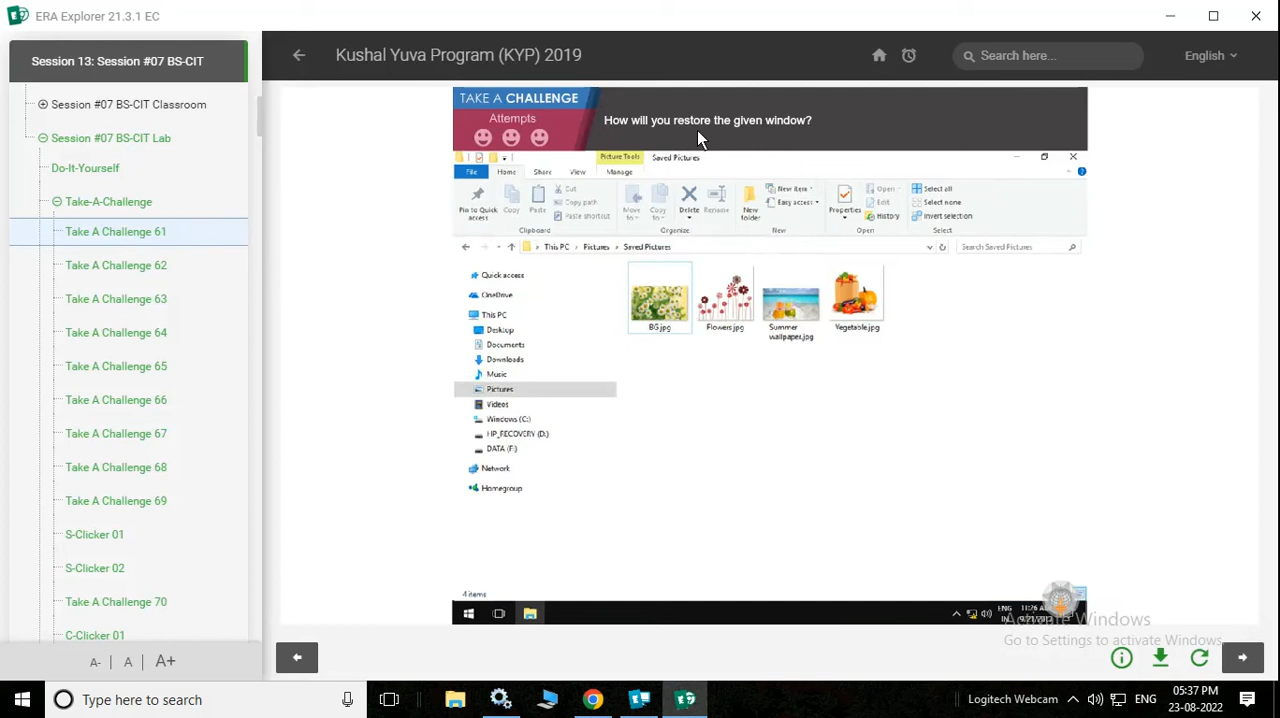 ERA Explorer 21.3.1 EC
Session 13: Session #07 BS-CIT
Kushal Yuva Program (KYP) 2019
Search here...
English
Session #07 BS-CIT Classroom
Session #07 BS-CIT Lab
Do-It-Yourself
Take-A-Challenge
Take A Challenge 61
Take A Challenge 62
Take A Challenge 63
Take A Challenge 64
Take A Challenge 65
Take A Challenge 66
Take A Challenge 67
Take A Challenge 68
Take A Challenge 69
S-Clicker 01
S-Clicker 02
Take A Challenge 70
C-Clicker 01
A-
A
A+
TAKE A CHALLENGE
Attempts
How will you restore the given window?
Picture Tools
Saved Pictures
File
Home
Share
View
Manage
Pin to Quick access
Copy
Paste
Cut
Copy path
Paste shortcut
Clipboard
Move to
Copy to
Delete
Rename
Organize
New folder
New item
Easy access
New
Properties
Open
Edit
History
Open
Select all
Select none
Invert selection
Select
This PC > Pictures > Saved Pictures
Search Saved Pictures
Quick access
OneDrive
This PC
Desktop
Documents
Downloads
Music
Pictures
Videos
Windows (C:)
HP_RECOVERY (D:)
DATA (F:)
Network
Homegroup
BG.jpg
Flowers.jpg
Summer wallpaper.jpg
Vegetable.jpg
4 items
ENG
Activate Windows
Go to Settings to activate Windows.
Type here to search
Logitech Webcam
ENG
05:37 PM
23-08-2022